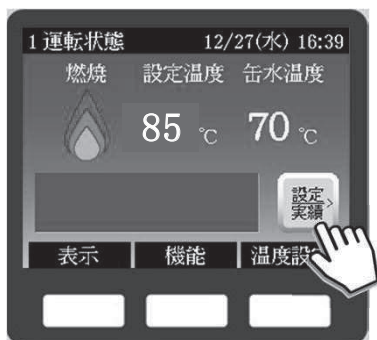 1 運転状態 12/27(水) 16:39
燃焼 設定温度 缶水温度
85 ℃ 70 ℃
設定
実績
表示 機能 温度設